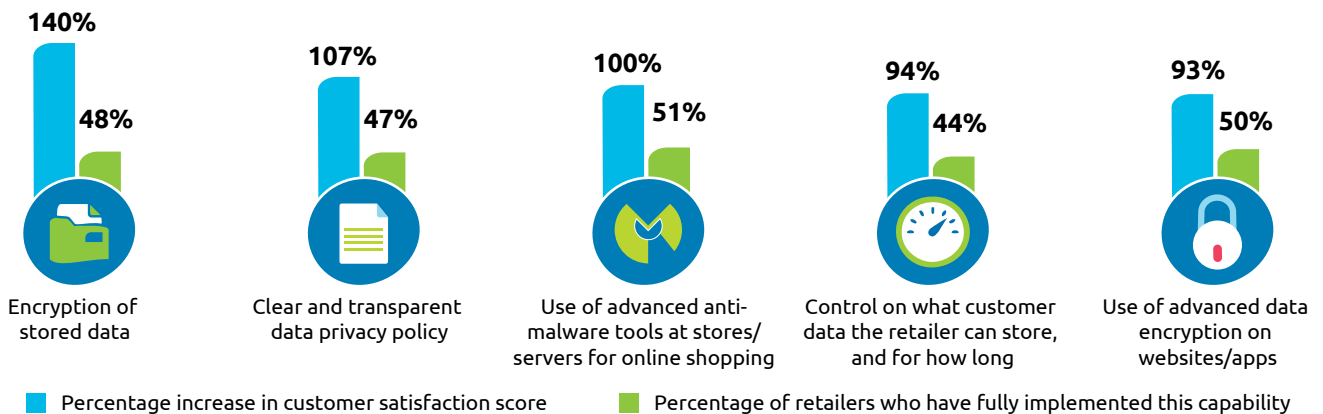 140%
48%
107%
47%
100%
51%
94%
44%
93%
50%
Encryption of
stored data
Clear and transparent
data privacy policy
Use of advanced anti-
malware tools at stores/
servers for online shopping
Control on what customer
data the retailer can store,
and for how long
Use of advanced data
encryption on
websites/apps
Percentage increase in customer satisfaction score
Percentage of retailers who have fully implemented this capability